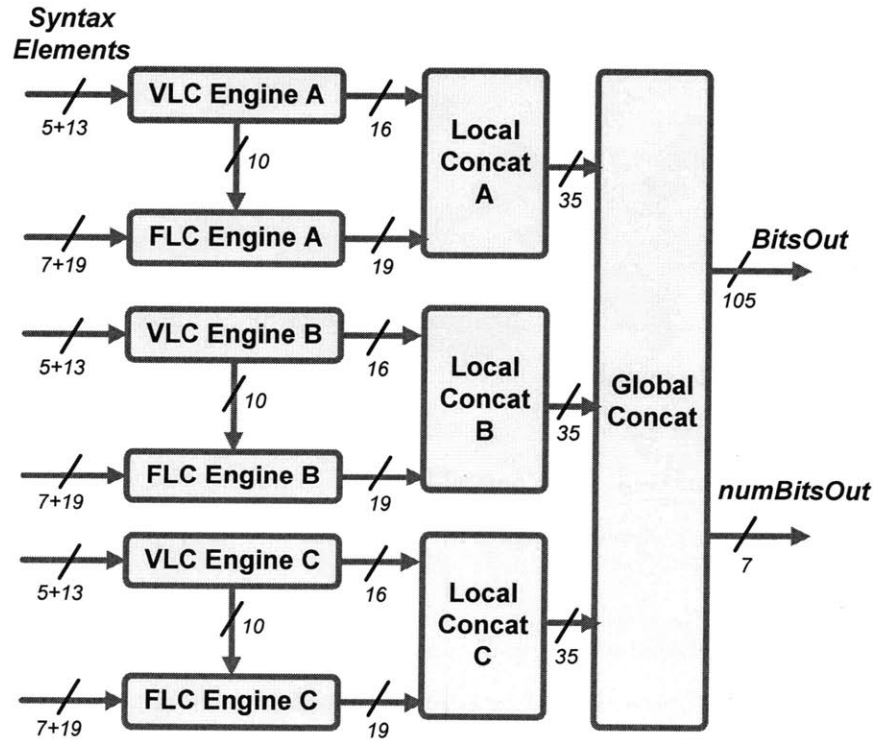 Syntax
Elements
VLC Engine A
5+13
16
10
FLC Engine A
7+19
19
Local
Concat
A
35
VLC Engine B
5+13
16
10
FLC Engine B
7+19
19
Local
Concat
B
35
VLC Engine C
5+13
16
10
FLC Engine C
7+19
19
Local
Concat
C
35
Global
Concat
BitsOut
105
numBitsOut
7